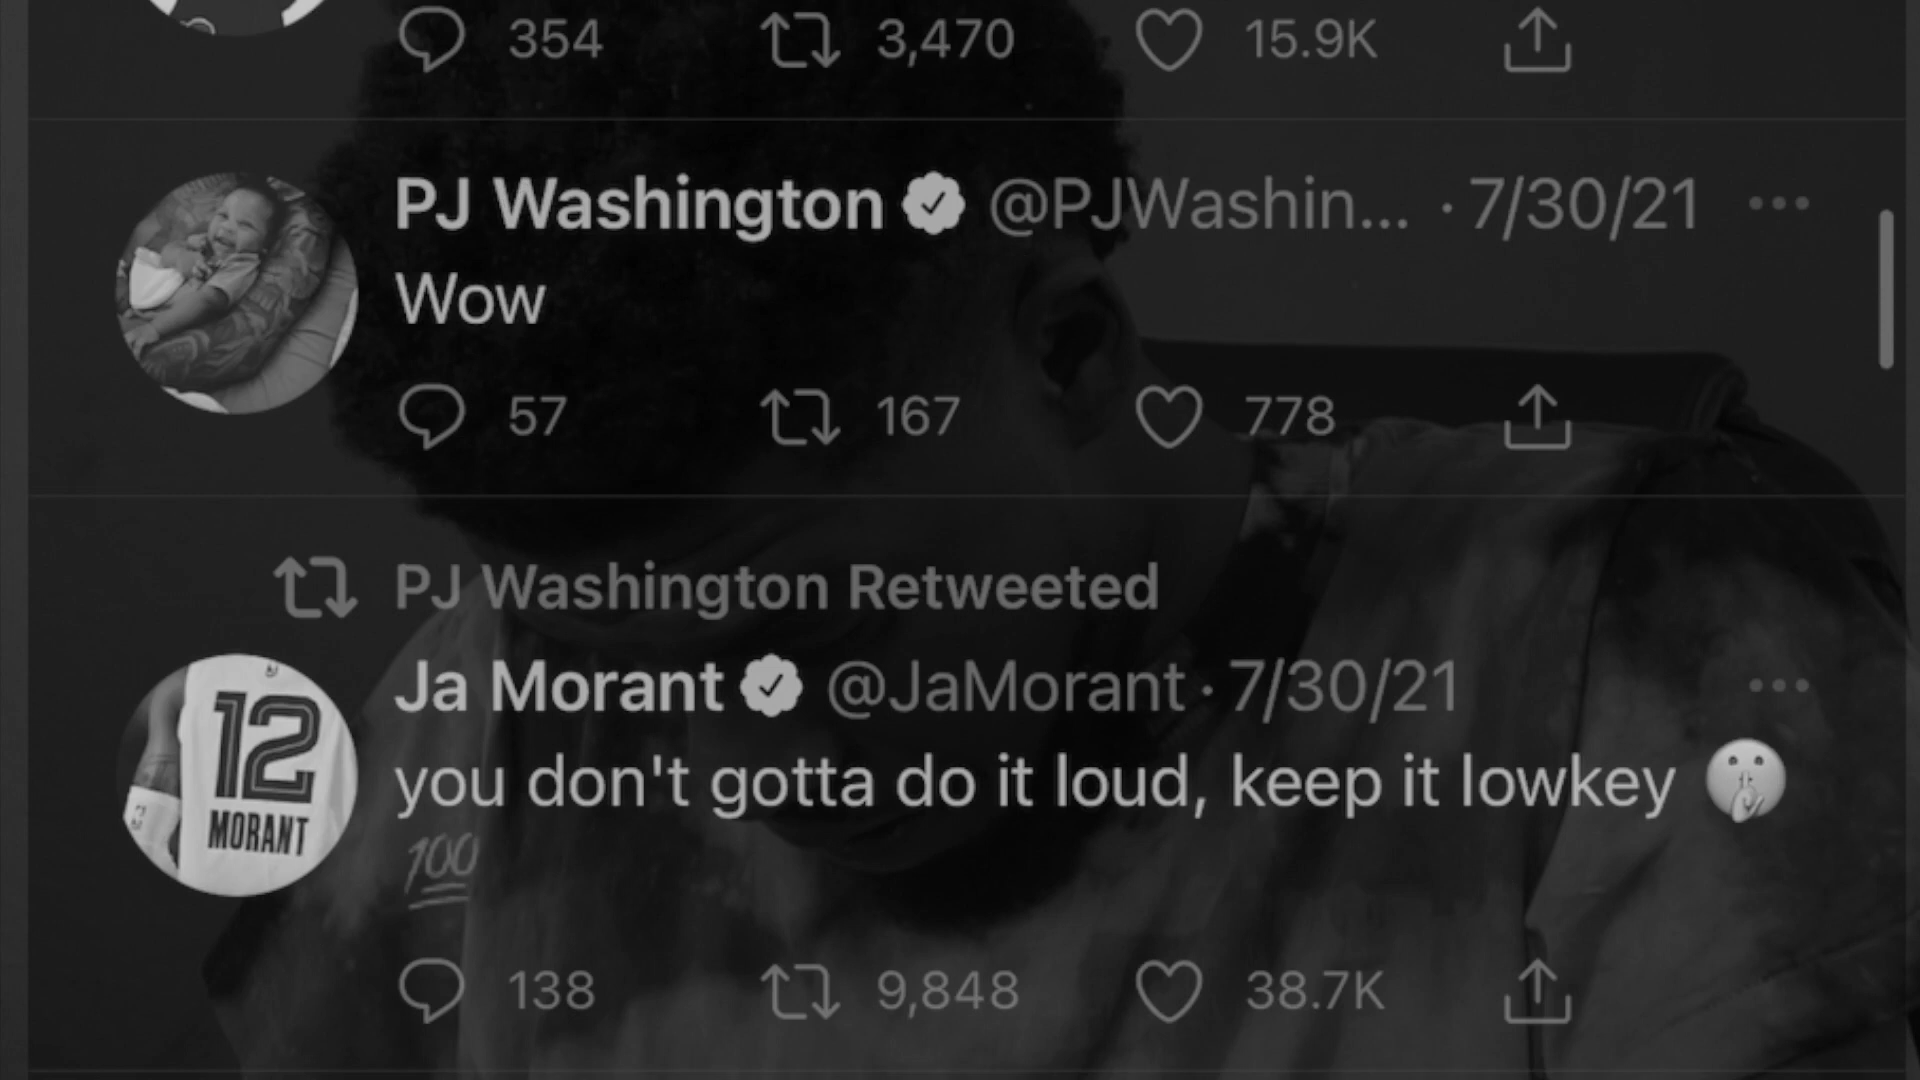 354 3,470 15.9K
PJ Washington @PJWashin... · 7/30/21
Wow
57 167 778
PJ Washington Retweeted
Ja Morant @JaMorant · 7/30/21
you don't gotta do it loud, keep it lowkey 🤫
💯
138 9,848 38.7K
12
MORANT